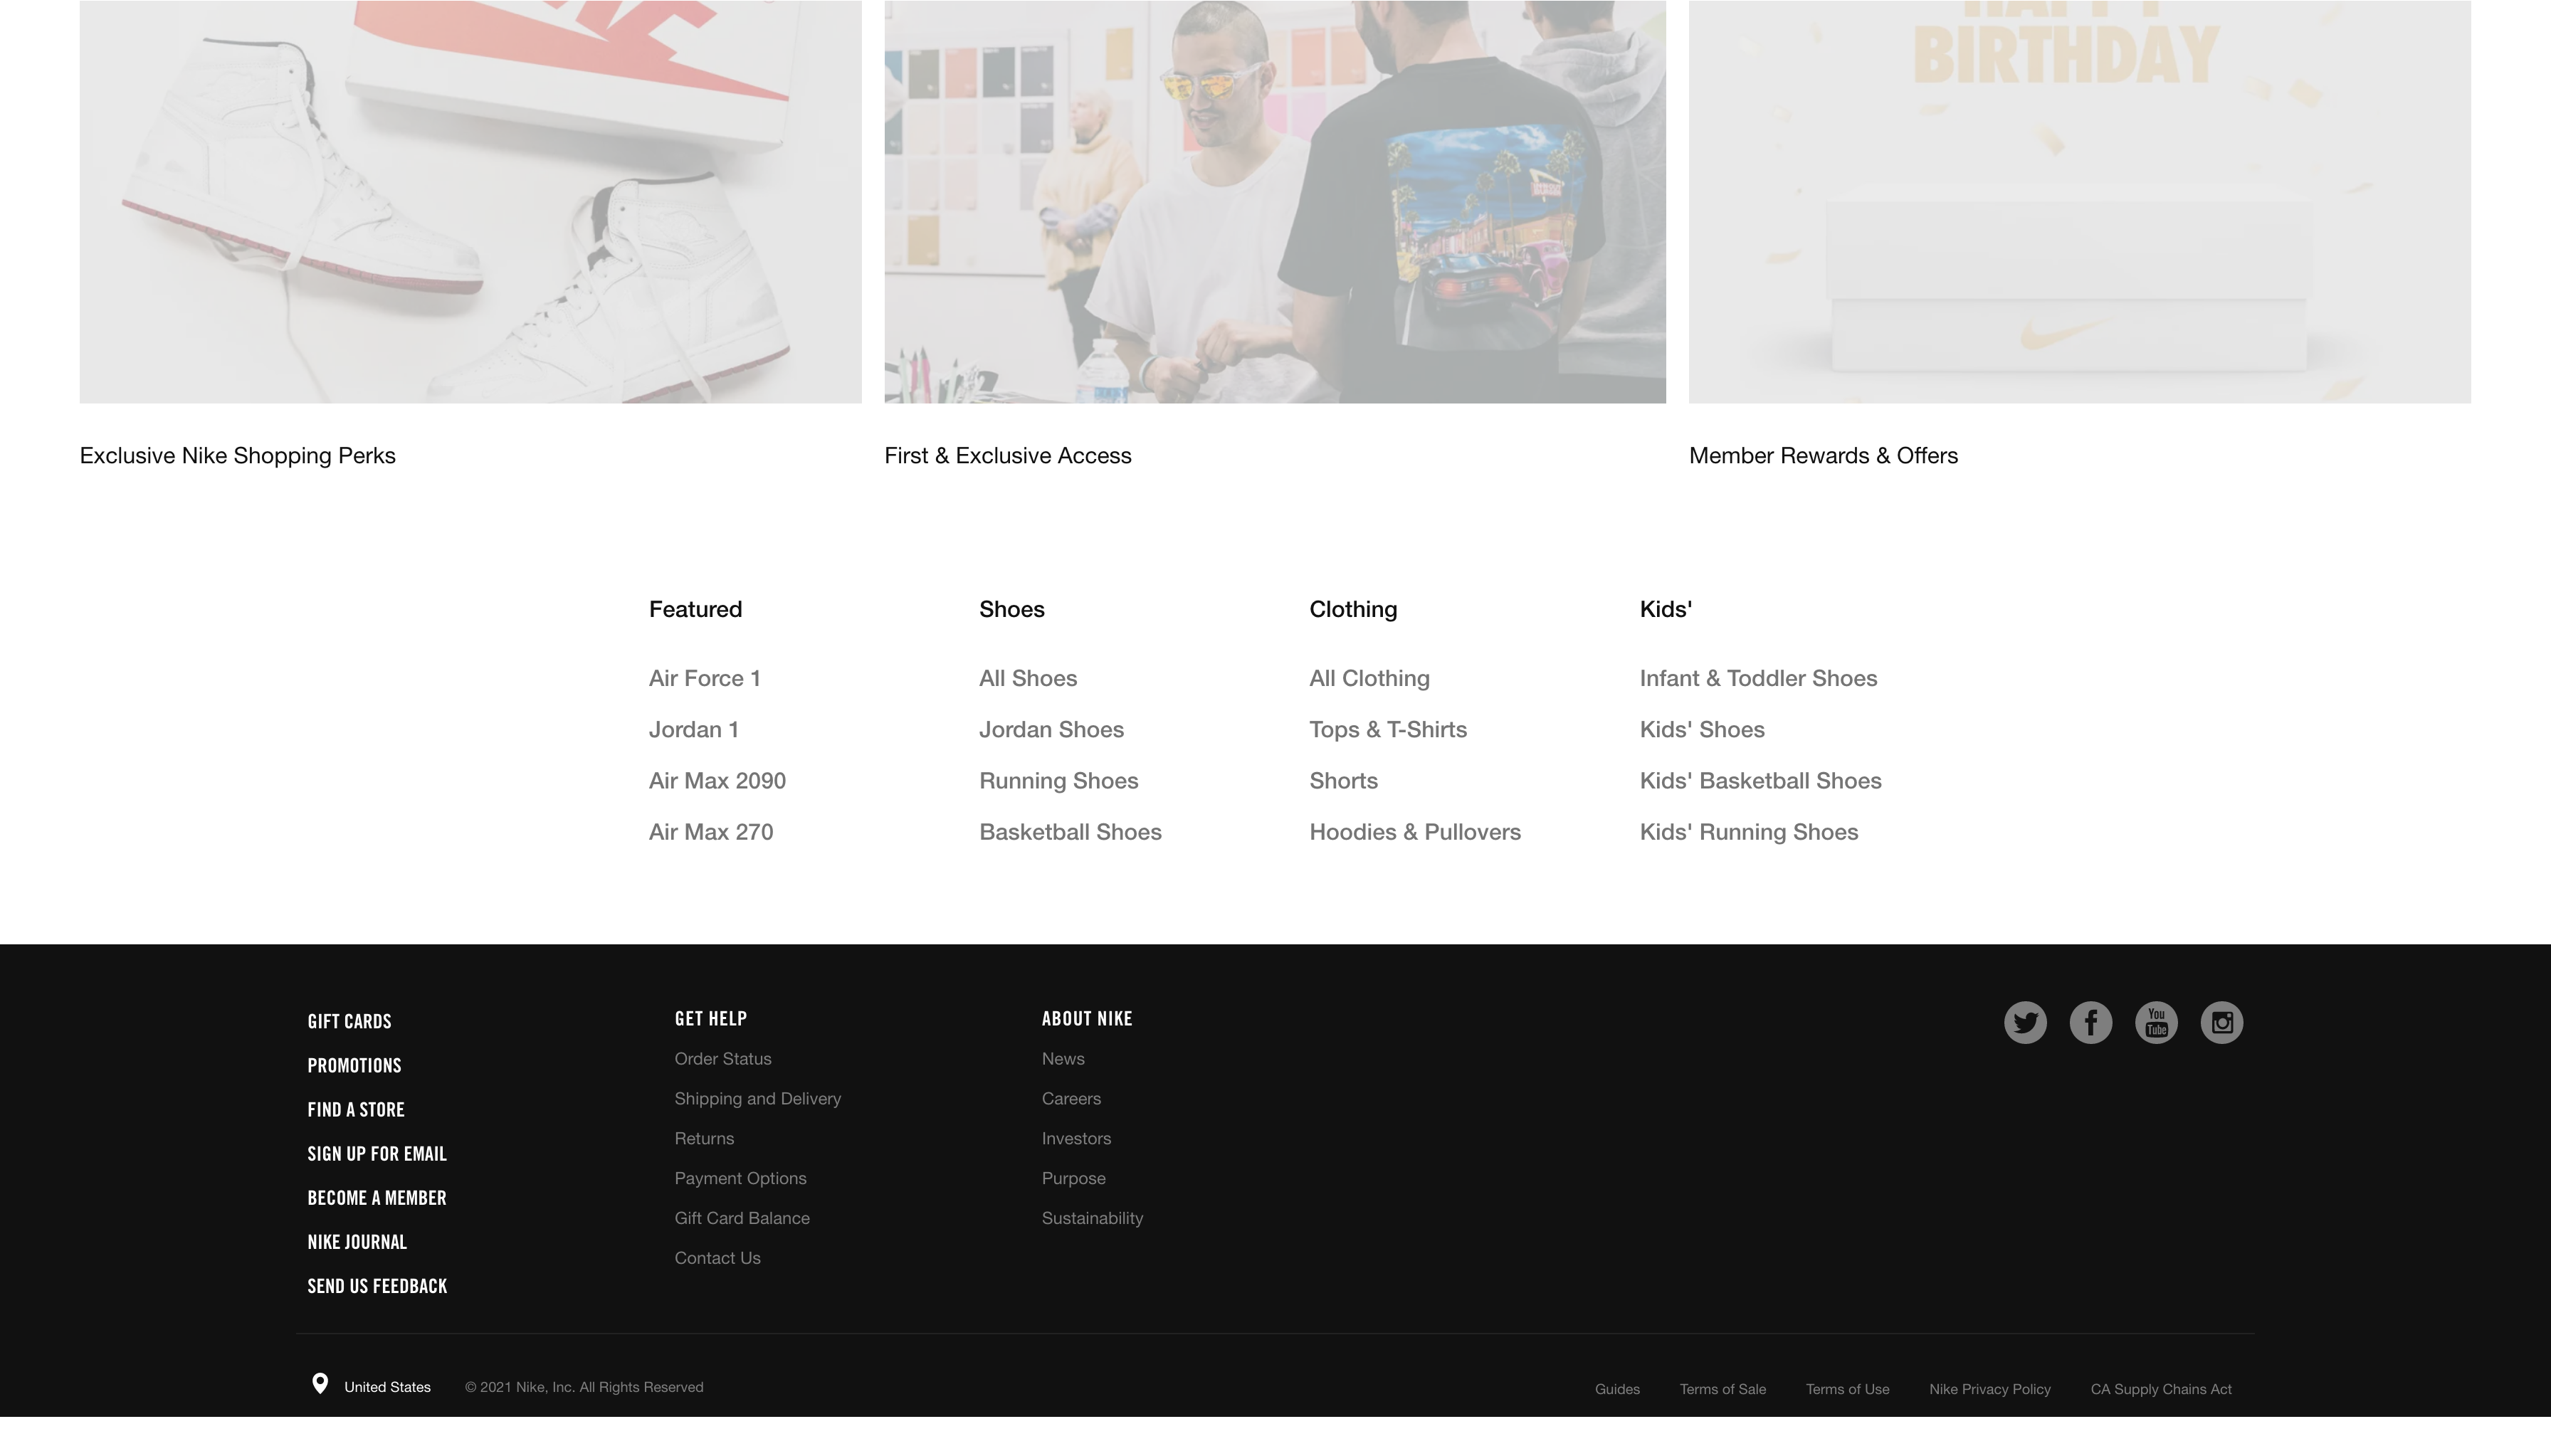 BIRTHDAY
Exclusive Nike Shopping Perks
First & Exclusive Access
Member Rewards & Offers
Featured
Air Force 1
Jordan 1
Air Max 2090
Air Max 270
Shoes
All Shoes
Jordan Shoes
Running Shoes
Basketball Shoes
Clothing
All Clothing
Tops & T-Shirts
Shorts
Hoodies & Pullovers
Kids'
Infant & Toddler Shoes
Kids' Shoes
Kids' Basketball Shoes
Kids' Running Shoes
GIFT CARDS
PROMOTIONS
FIND A STORE
SIGN UP FOR EMAIL
BECOME A MEMBER
NIKE JOURNAL
SEND US FEEDBACK
GET HELP
Order Status
Shipping and Delivery
Returns
Payment Options
Gift Card Balance
Contact Us
ABOUT NIKE
News
Careers
Investors
Purpose
Sustainability
You
Tube
United States
© 2021 Nike, Inc. All Rights Reserved
Guides
Terms of Sale
Terms of Use
Nike Privacy Policy
CA Supply Chains Act